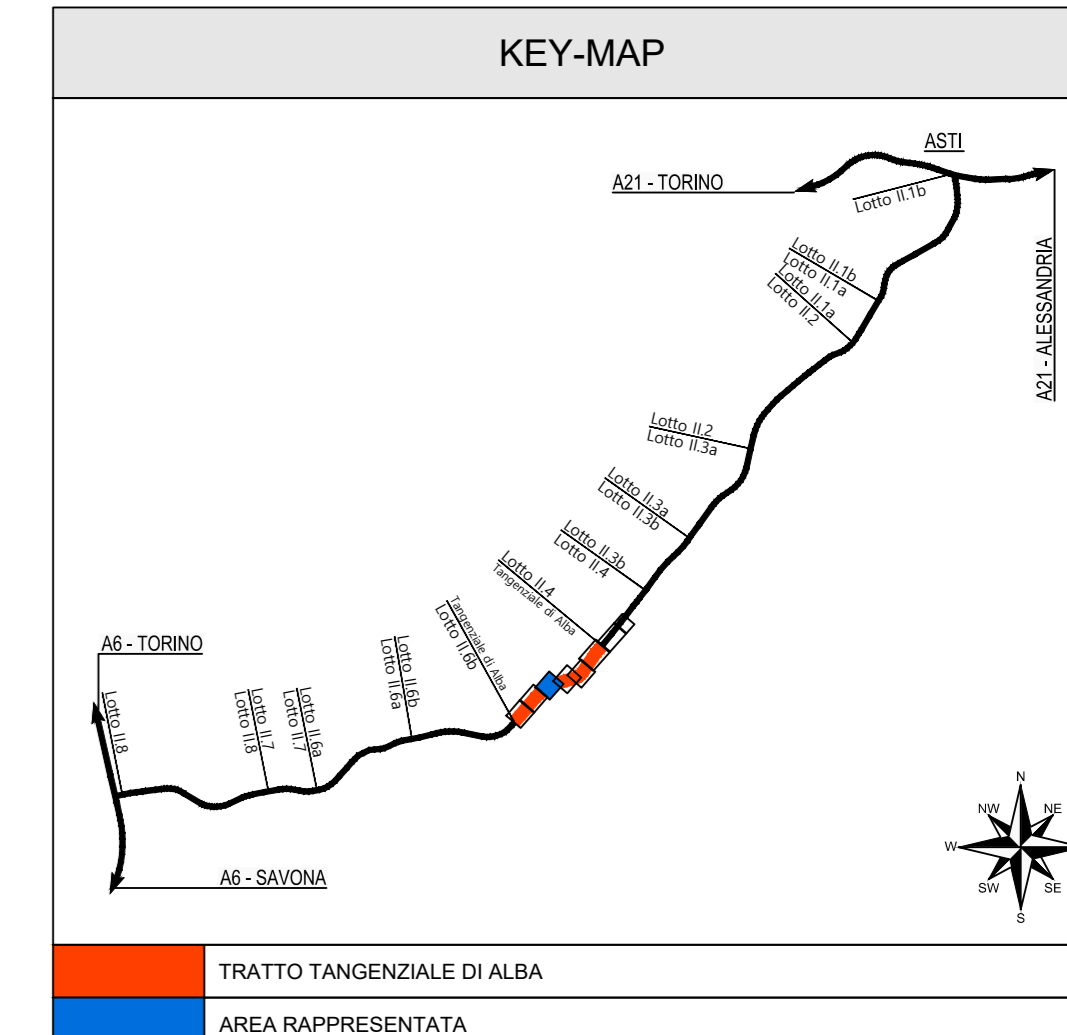 KEY-MAP
ASTI
A21 - TORINO
Lotto II.1b
A21 - ALESSANDRIA
Lotto II.1b
Lotto II.1a
Lotto II.1a
Lotto II.2
Lotto II.2
Lotto II.3a
Lotto II.3a
Lotto II.3b
Lotto II.3b
Lotto II.4
Lotto II.4
Tangenziale di Alba
Tangenziale di Alba
Lotto II.6b
A6 - TORINO
Lotto II.6b
Lotto II.6a
Lotto II.6a
Lotto II.7
Lotto II.7
Lotto II.8
Lotto II.8
A6 - SAVONA
N
NW
NE
W
SW
SE
S
TRATTO TANGENZIALE DI ALBA
AREA RAPPRESENTATA